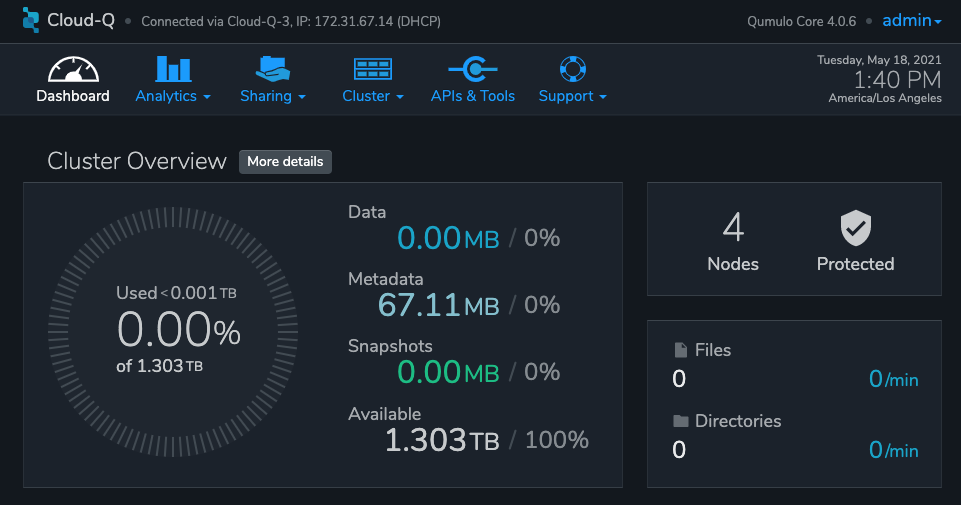 Cloud-Q • Connected via Cloud-Q-3, IP: 172.31.67.14 (DHCP) Qumulo Core 4.0.6 • admin
Dashboard Analytics Sharing Cluster APIs & Tools Support
Tuesday, May 18, 2021
1:40 PM
America/Los Angeles
Cluster Overview More details
Used <0.001 TB
0.00%
of 1.303 TB
Data
0.00 MB / 0%
Metadata
67.11 MB / 0%
Snapshots
0.00 MB / 0%
Available
1.303 TB / 100%
4
Nodes
Protected
Files
0 0/min
Directories
0 0/min